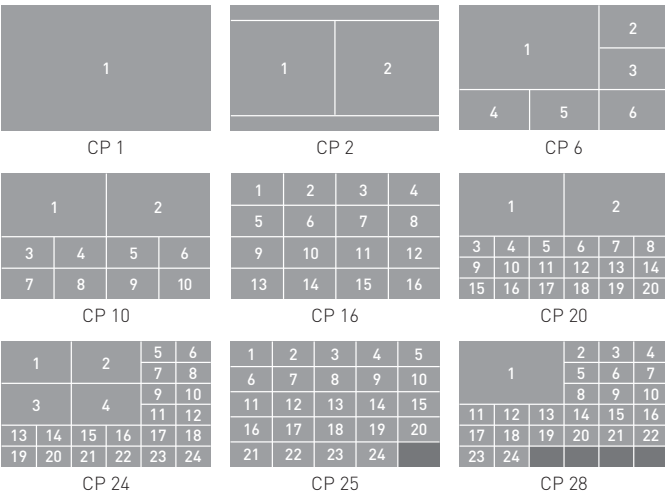 1
CP 1
1 2
CP 2
1 2
3
4 5 6
CP 6
1 2
3 4 5 6
7 8 9 10
CP 10
1 2 3 4
5 6 7 8
9 10 11 12
13 14 15 16
CP 16
1 2
3 4 5 6 7 8
9 10 11 12 13 14
15 16 17 18 19 20
CP 20
1 2 5 6
7 8
3 4 9 10
11 12
13 14 15 16 17 18
19 20 21 22 23 24
CP 24
1 2 3 4 5
6 7 8 9 10
11 12 13 14 15
16 17 18 19 20
21 22 23 24
CP 25
1 2 3 4
5 6 7
8 9 10
11 12 13 14 15 16
17 18 19 20 21 22
23 24
CP 28